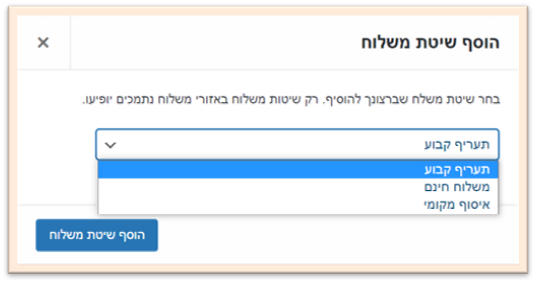 הוסף שיטת משלוח
בחר שיטת משלח שברצונך להוסיף. רק שיטות משלוח באזורי משלוח נתמכים יופיעו.
תעריף קבוע
תעריף קבוע
משלוח חינם
איסוף מקומי
הוסף שיטת משלוח